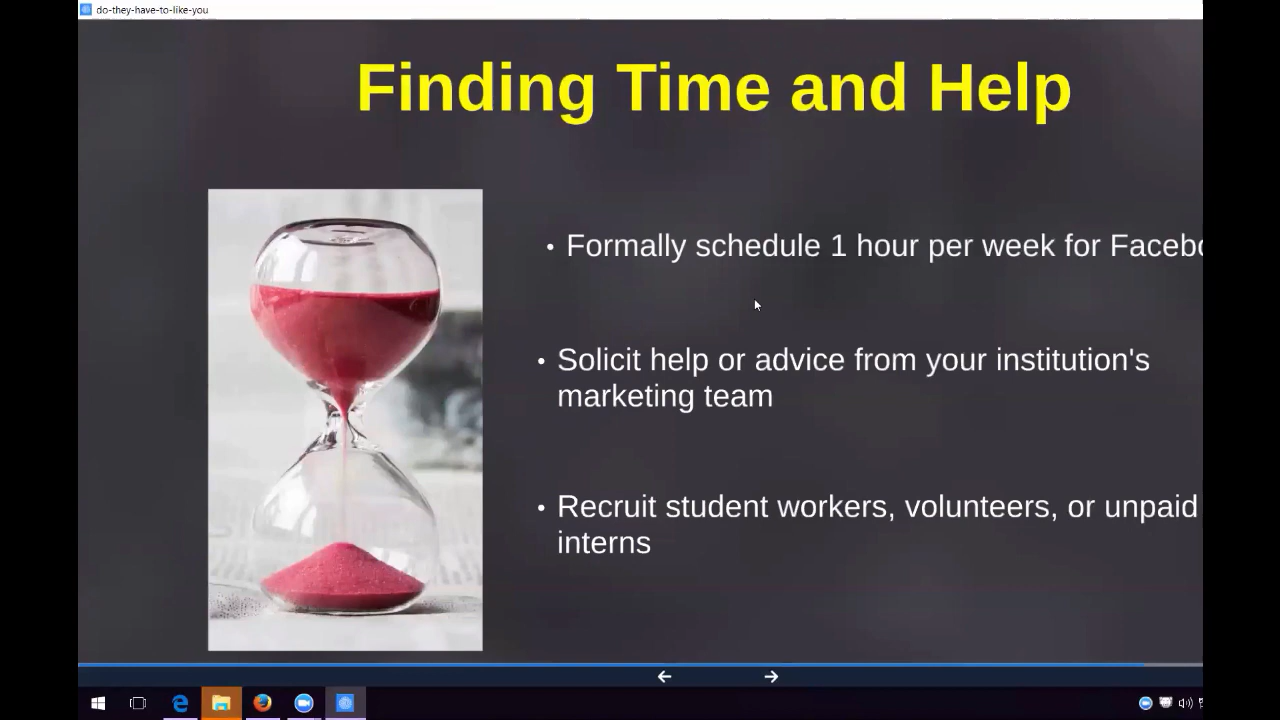 do-they-have-to-like-you
Finding Time and Help
• Formally schedule 1 hour per week for Facebo
• Solicit help or advice from your institution's
marketing team
• Recruit student workers, volunteers, or unpaid
interns